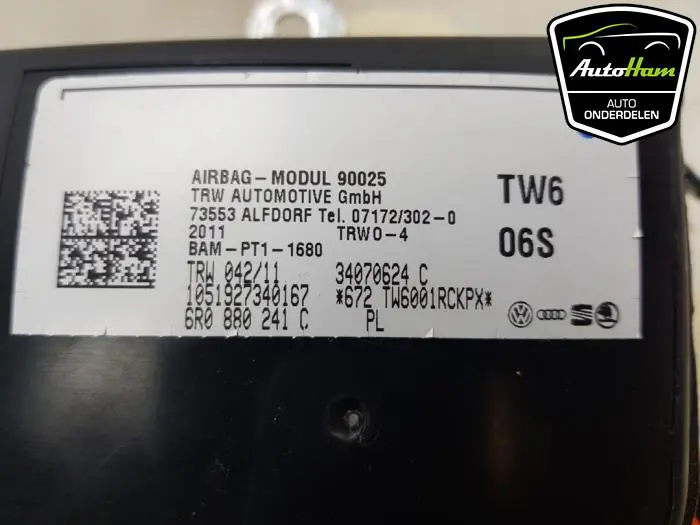 AutoHam
AUTO
ONDERDELEN
AIRBAG-MODUL 90025
TRW AUTOMOTIVE GmbH
73553 ALFDORF Tel. 07172/302-0
2011 TRWO-4
BAM-PT1-1680
TW6
06S
TRW 042/11 34070624 C
1051927340167 *672 TW6001RCKPX*
6R0 880 241 C PL